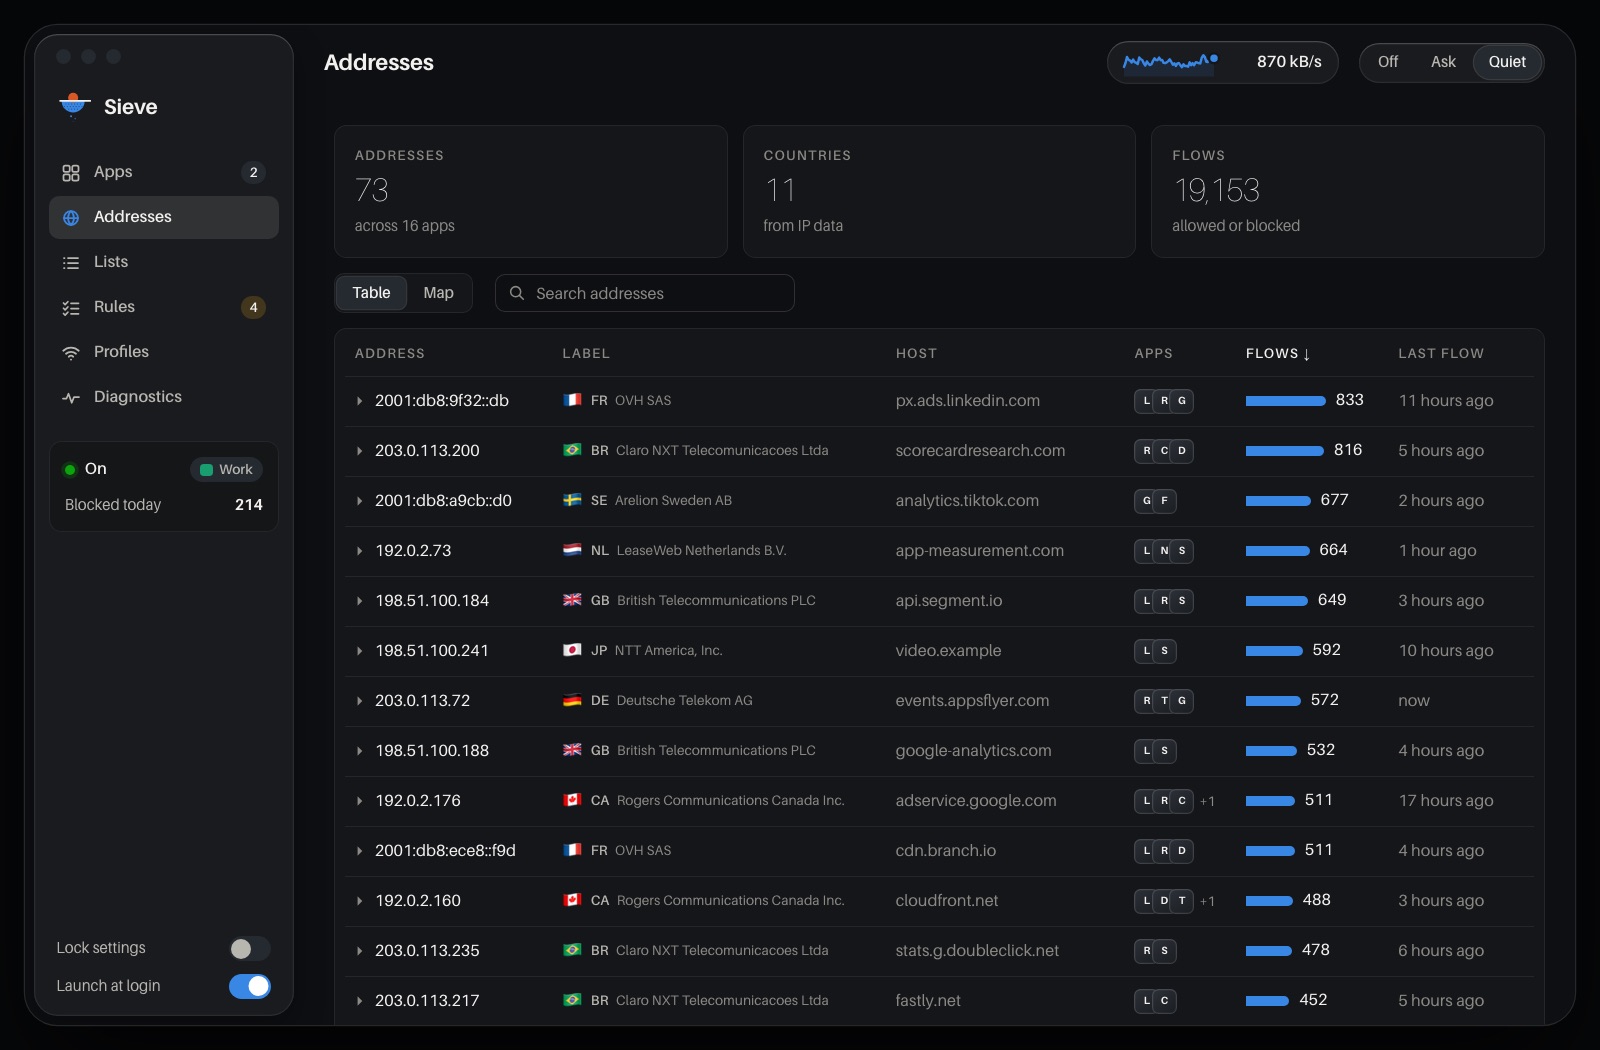 Sieve
Apps 2
Addresses
Lists
Rules 4
Profiles
Diagnostics
On Work
Blocked today 214
Lock settings
Launch at login
Addresses
870 kB/s
Off Ask Quiet
ADDRESSES
73
across 16 apps
COUNTRIES
11
from IP data
FLOWS
19,153
allowed or blocked
Table Map
Search addresses
ADDRESS LABEL HOST APPS FLOWS ↓ LAST FLOW
2001:db8:9f32::db FR OVH SAS px.ads.linkedin.com L R G 833 11 hours ago
203.0.113.200 BR Claro NXT Telecomunicacoes Ltda scorecardresearch.com R C D 816 5 hours ago
2001:db8:a9cb::d0 SE Arelion Sweden AB analytics.tiktok.com G F 677 2 hours ago
192.0.2.73 NL LeaseWeb Netherlands B.V. app-measurement.com L N S 664 1 hour ago
198.51.100.184 GB British Telecommunications PLC api.segment.io L R S 649 3 hours ago
198.51.100.241 JP NTT America, Inc. video.example L S 592 10 hours ago
203.0.113.72 DE Deutsche Telekom AG events.appsflyer.com R T G 572 now
198.51.100.188 GB British Telecommunications PLC google-analytics.com L S 532 4 hours ago
192.0.2.176 CA Rogers Communications Canada Inc. adservice.google.com L R C +1 511 17 hours ago
2001:db8:ece8::f9d FR OVH SAS cdn.branch.io L R D 511 4 hours ago
192.0.2.160 CA Rogers Communications Canada Inc. cloudfront.net L D T +1 488 3 hours ago
203.0.113.235 BR Claro NXT Telecomunicacoes Ltda stats.g.doubleclick.net R S 478 6 hours ago
203.0.113.217 BR Claro NXT Telecomunicacoes Ltda fastly.net L C 452 5 hours ago